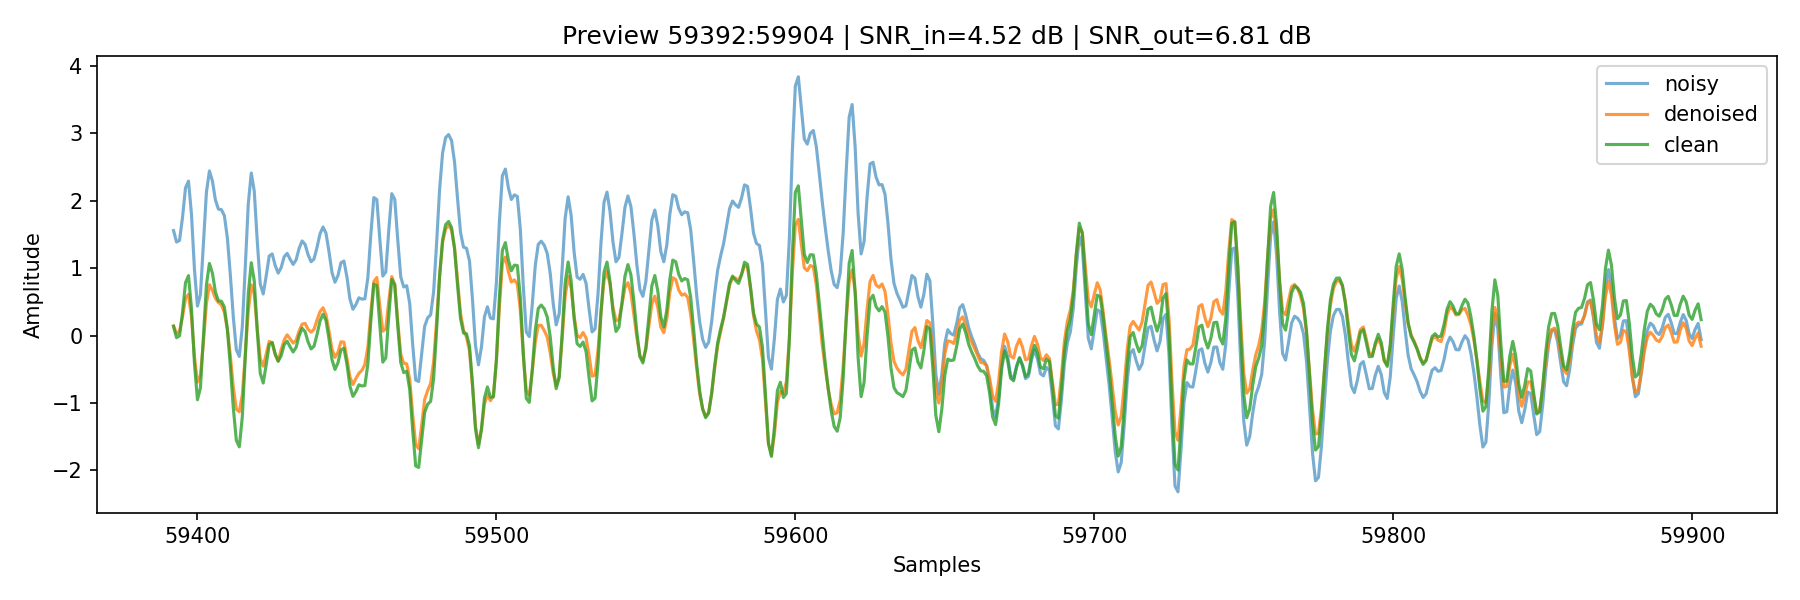 Preview 59392:59904 | SNR_in=4.52 dB | SNR_out=6.81 dB
noisy
denoised
clean
Amplitude
4
3
2
1
0
−1
−2
59400 59500 59600 59700 59800 59900
Samples